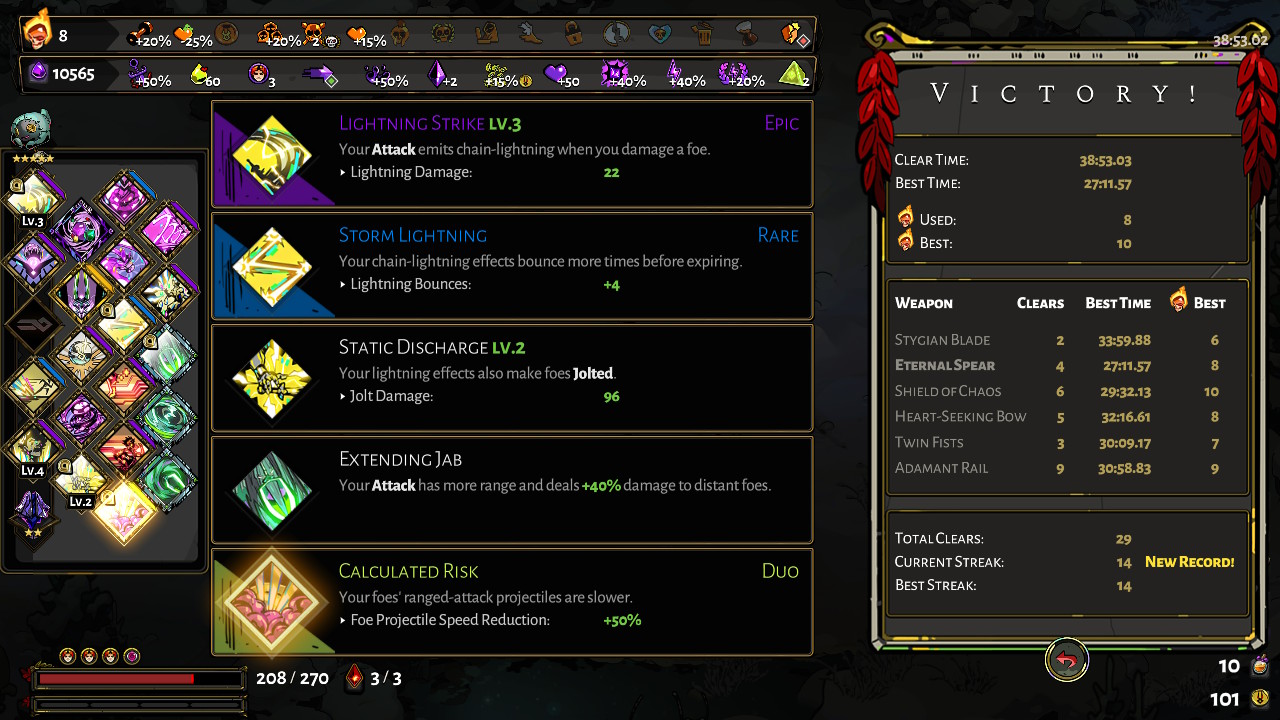 8
+20%
25%
+20%
2
+15%
38:53.02
10565
+50%
60
3
+50%
+2
+15%
+50
+40%
+40%
+20%
2
VICTORY!
LIGHTNING STRIKE LV.3 EPIC
Your Attack emits chain-lightning when you damage a foe.
Lightning Damage: 22
STORM LIGHTNING RARE
Your chain-lightning effects bounce more times before expiring.
Lightning Bounces: +4
STATIC DISCHARGE LV.2
Your lightning effects also make foes Jolted.
Jolt Damage: 96
EXTENDING JAB
Your Attack has more range and deals +40% damage to distant foes.
CALCULATED RISK DUO
Your foes' ranged-attack projectiles are slower.
Foe Projectile Speed Reduction: +50%
Lv.3
Lv.4
Lv.2
208 / 270
3 / 3
CLEAR TIME: 38:53.03
BEST TIME: 27:11.57
USED: 8
BEST: 10
WEAPON CLEARS BEST TIME BEST
STYGIAN BLADE 2 33:59.88 6
ETERNAL SPEAR 4 27:11.57 8
SHIELD OF CHAOS 6 29:32.13 10
HEART-SEEKING BOW 5 32:16.61 8
TWIN FISTS 3 30:09.17 7
ADAMANT RAIL 9 30:58.83 9
TOTAL CLEARS: 29
CURRENT STREAK: 14 NEW RECORD!
BEST STREAK: 14
10
101